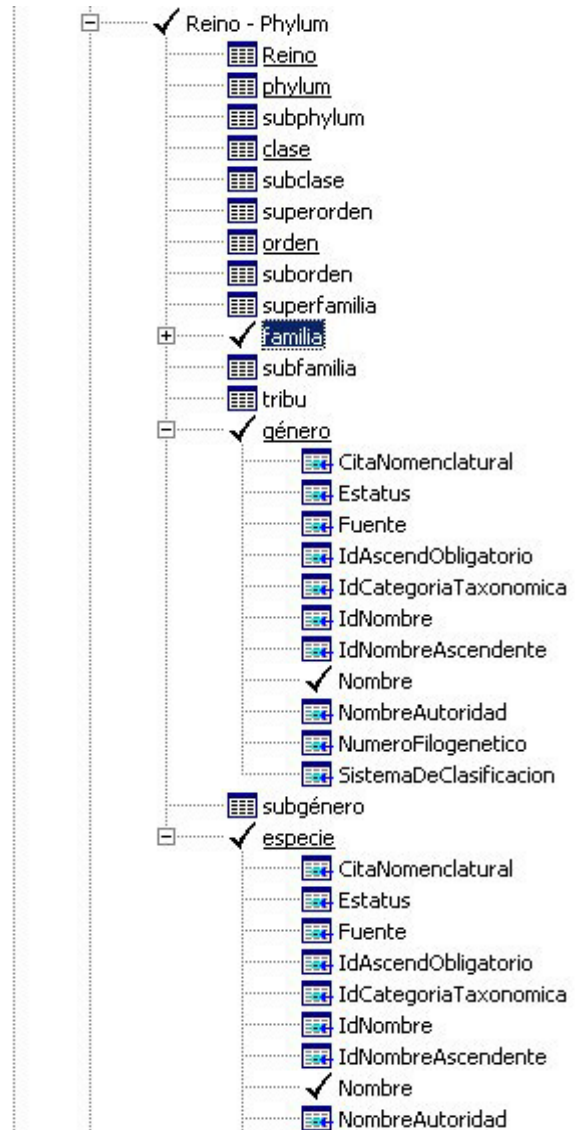 Reino - Phylum
Reino
phylum
subphylum
clase
subclase
superorden
orden
suborden
superfamilia
familia
subfamilia
tribu
género
CitaNomenclatural
Estatus
Fuente
IdAscendObligatorio
IdCategoriaTaxonomica
IdNombre
IdNombreAscendente
Nombre
NombreAutoridad
NumeroFilogenetico
SistemaDeClasificacion
subgénero
especie
CitaNomenclatural
Estatus
Fuente
IdAscendObligatorio
IdCategoriaTaxonomica
IdNombre
IdNombreAscendente
Nombre
NombreAutoridad